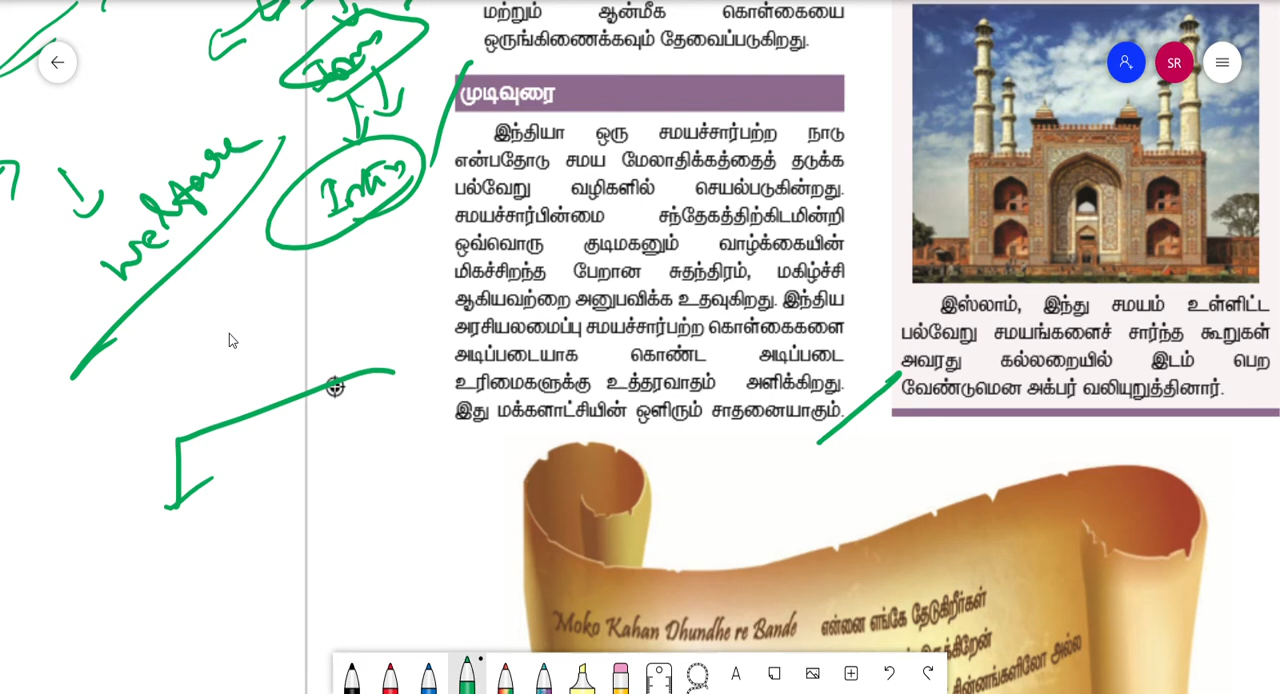 மற்றும் ஆன்மீக கொள்கையை
ஒருங்கிணைக்கவும் தேவைப்படுகிறது.
முடிவுரை
இந்தியா ஒரு சமயச்சார்பற்ற நாடு
என்பதோடு சமய மேலாதிக்கத்தைத் தடுக்க
பல்வேறு வழிகளில் செயல்படுகின்றது.
சமயச்சார்பின்மை சந்தேகத்திற்கிடமின்றி
ஒவ்வொரு குடிமகனும் வாழ்க்கையின்
மிகச்சிறந்த பேறான சுதந்திரம், மகிழ்ச்சி
ஆகியவற்றை அனுபவிக்க உதவுகிறது. இந்திய
அரசியலமைப்பு சமயச்சார்பற்ற கொள்கைகளை
அடிப்படையாக கொண்ட அடிப்படை
உரிமைகளுக்கு உத்தரவாதம் அளிக்கிறது.
இது மக்களாட்சியின் ஒளிரும் சாதனையாகும்.
SR
இஸ்லாம், இந்து சமயம் உள்ளிட்ட
பல்வேறு சமயங்களைச் சார்ந்த கூறுகள்
அவரது கல்லறையில் இடம் பெற
வேண்டுமென அக்பர் வலியுறுத்தினார்.
welfare
Moko Kahan Dhundhe re Bande என்னை எங்கே தேடுகிறீர்கள்
A